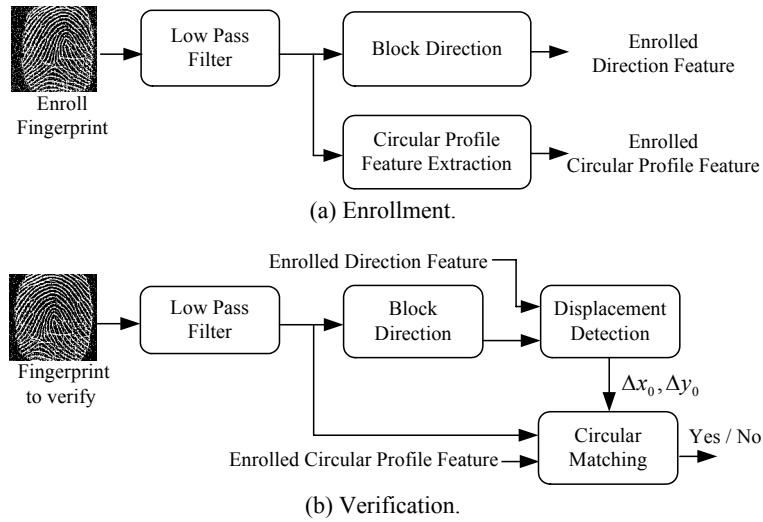 Enroll
Fingerprint
Low Pass
Filter
Block Direction
Enrolled
Direction Feature
Circular Profile
Feature Extraction
Enrolled
Circular Profile Feature
(a) Enrollment.
Enrolled Direction Feature
Fingerprint
to verify
Low Pass
Filter
Block
Direction
Displacement
Detection
Δx₀, Δy₀
Enrolled Circular Profile Feature
Circular
Matching
Yes / No
(b) Verification.